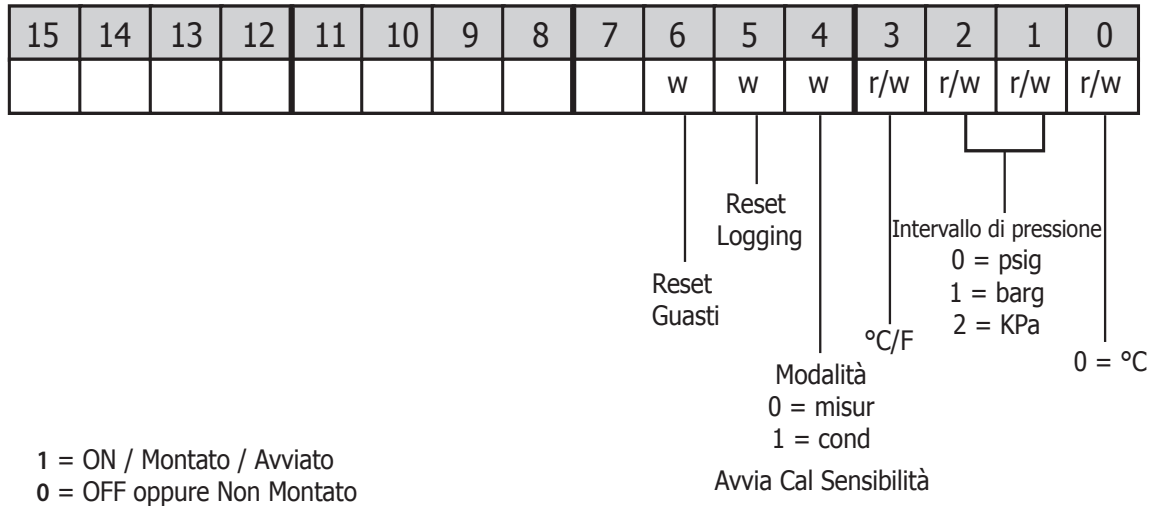 15 14 13 12 11 10 9 8 7 6 5 4 3 2 1 0
w w w r/w r/w r/w r/w
Reset
Logging
Reset
Guasti
Intervallo di pressione
0 = psig
1 = barg
2 = KPa
°C/F
0 = °C
Modalità
0 = misur
1 = cond
Avvia Cal Sensibilità
1 = ON / Montato / Avviato
0 = OFF oppure Non Montato